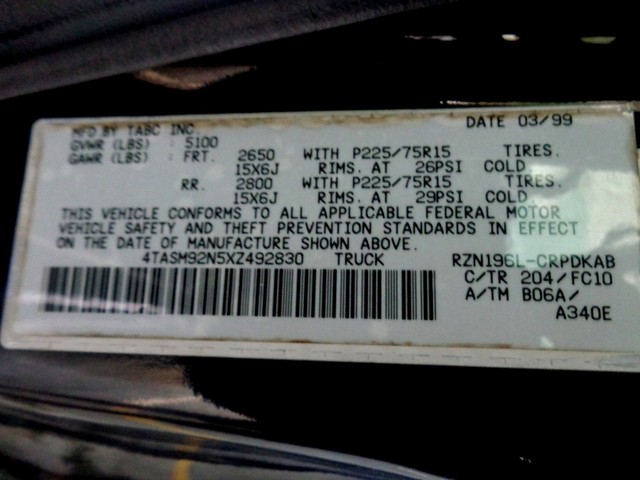 MFD BY TABC INC. DATE 03/99
GVWR (LBS) : 5100
GAWR (LBS) : FRT. 2650 WITH P225/75R15 TIRES.
15X6J RIMS. AT 26PSI COLD
RR. 2800 WITH P225/75R15 TIRES.
15X6J RIMS. AT 29PSI COLD
THIS VEHICLE CONFORMS TO ALL APPLICABLE FEDERAL MOTOR
VEHICLE SAFETY AND THEFT PREVENTION STANDARDS IN EFFECT
ON THE DATE OF MANUFACTURE SHOWN ABOVE.
4TASM92N5XZ492830 TRUCK RZN196L-CRPDKAB
C/TR 204/FC10
A/TM B06A/
A340E